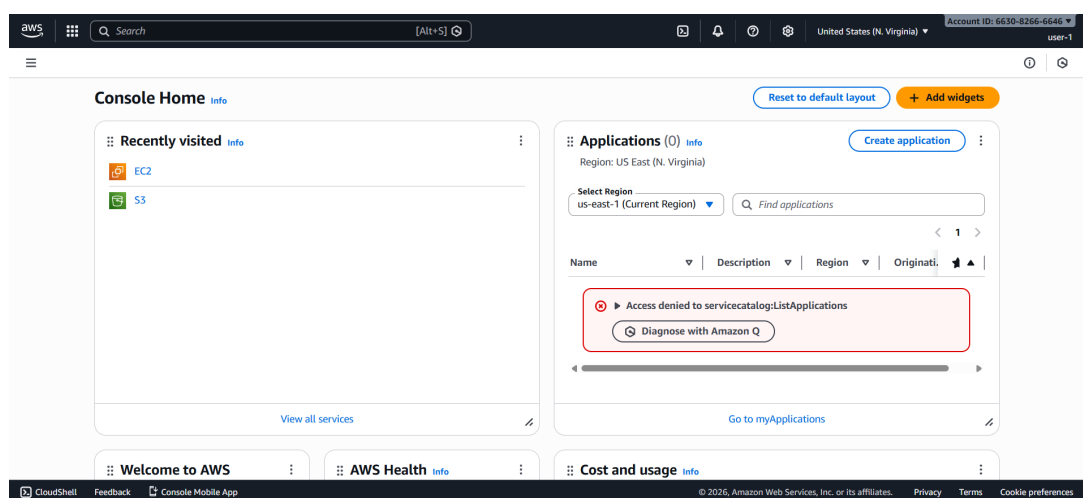 aws
Search [Alt+S]
United States (N. Virginia) ▼
Account ID: 6630-8266-6646 ▼
user-1
Console Home Info
Reset to default layout
+ Add widgets
Recently visited Info
EC2
S3
View all services
Applications (0) Info
Create application
Region: US East (N. Virginia)
Select Region
us-east-1 (Current Region) ▼
Find applications
< 1 >
Name Description Region Originati.
Access denied to servicecatalog:ListApplications
Diagnose with Amazon Q
Go to myApplications
Welcome to AWS
AWS Health Info
Cost and usage Info
CloudShell Feedback Console Mobile App
© 2026, Amazon Web Services, Inc. or its affiliates. Privacy Terms Cookie preferences